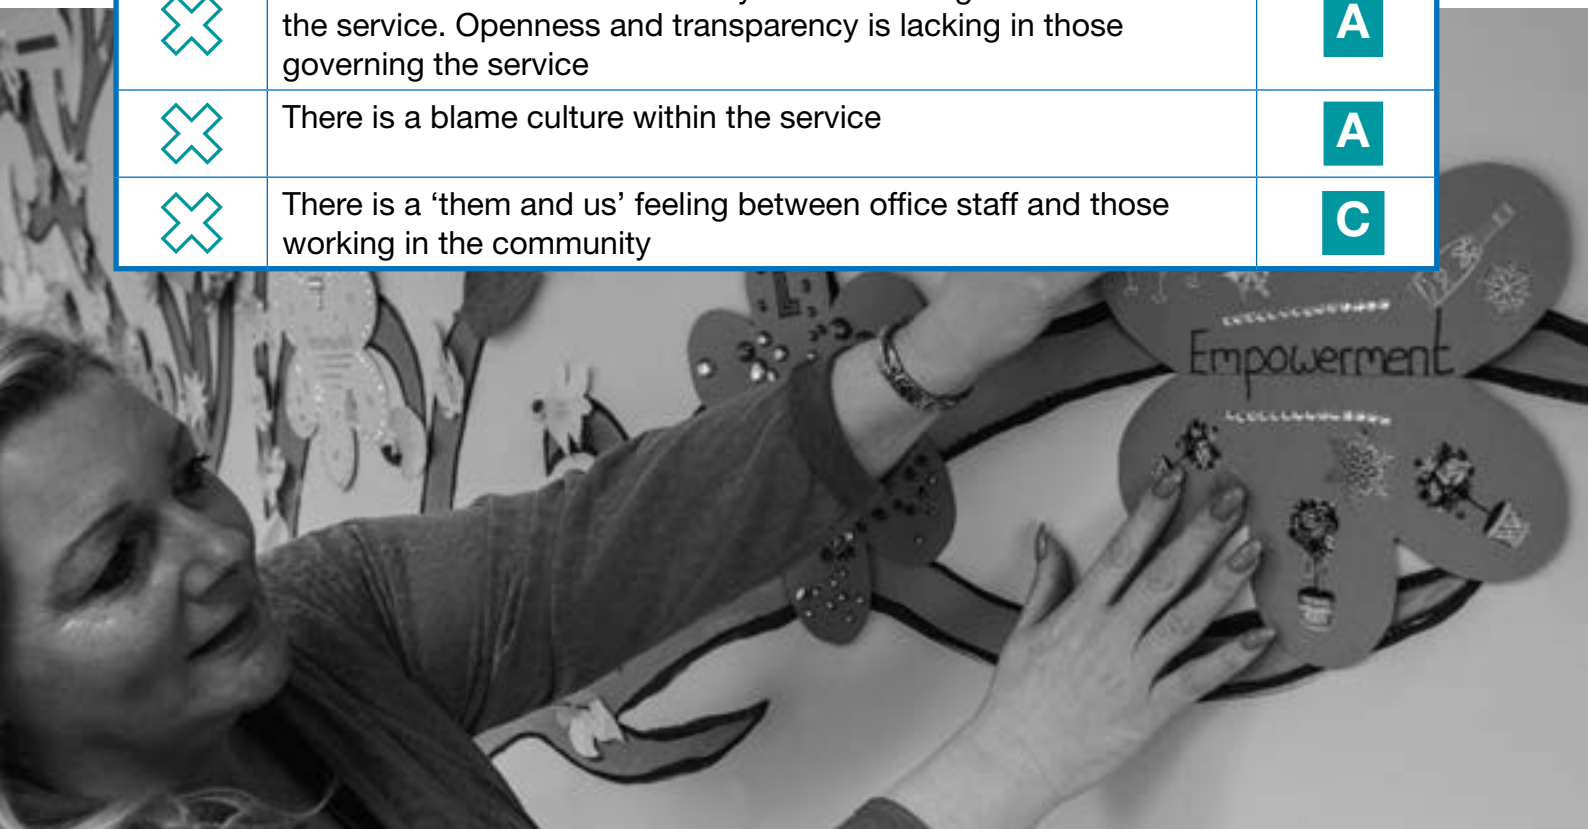 the service. Openness and transparency is lacking in those
governing the service
A
There is a blame culture within the service
A
There is a ‘them and us’ feeling between office staff and those
working in the community
C
L
Empowerment